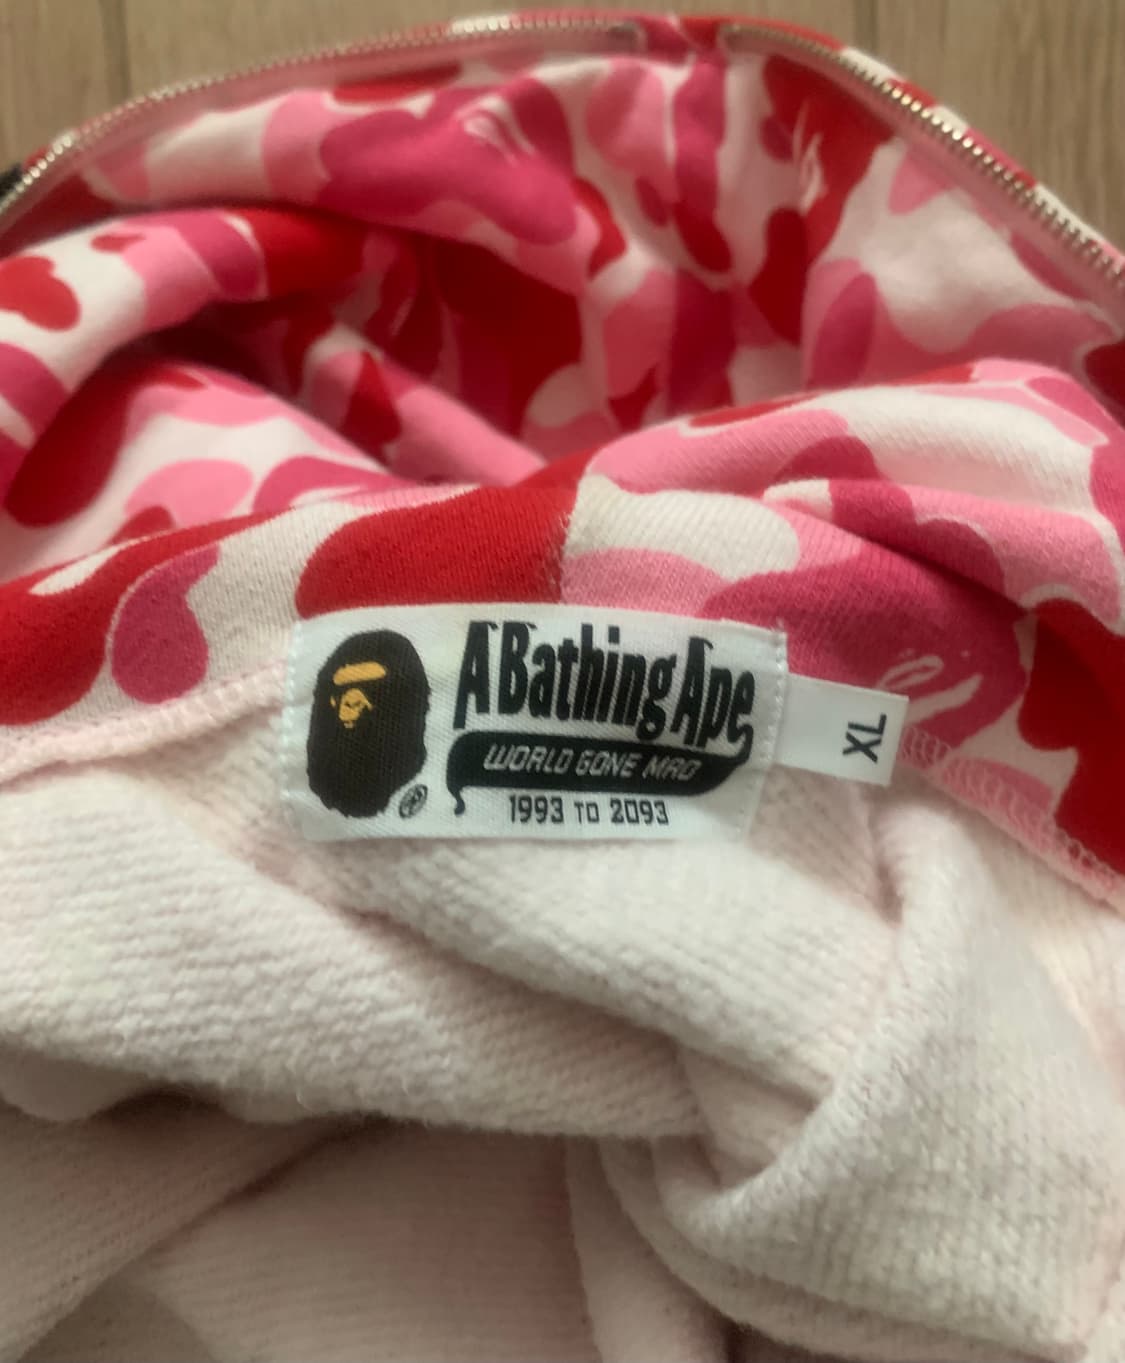 A Bathing Ape
WORLD GONE MAD
1993 TO 2093
XL